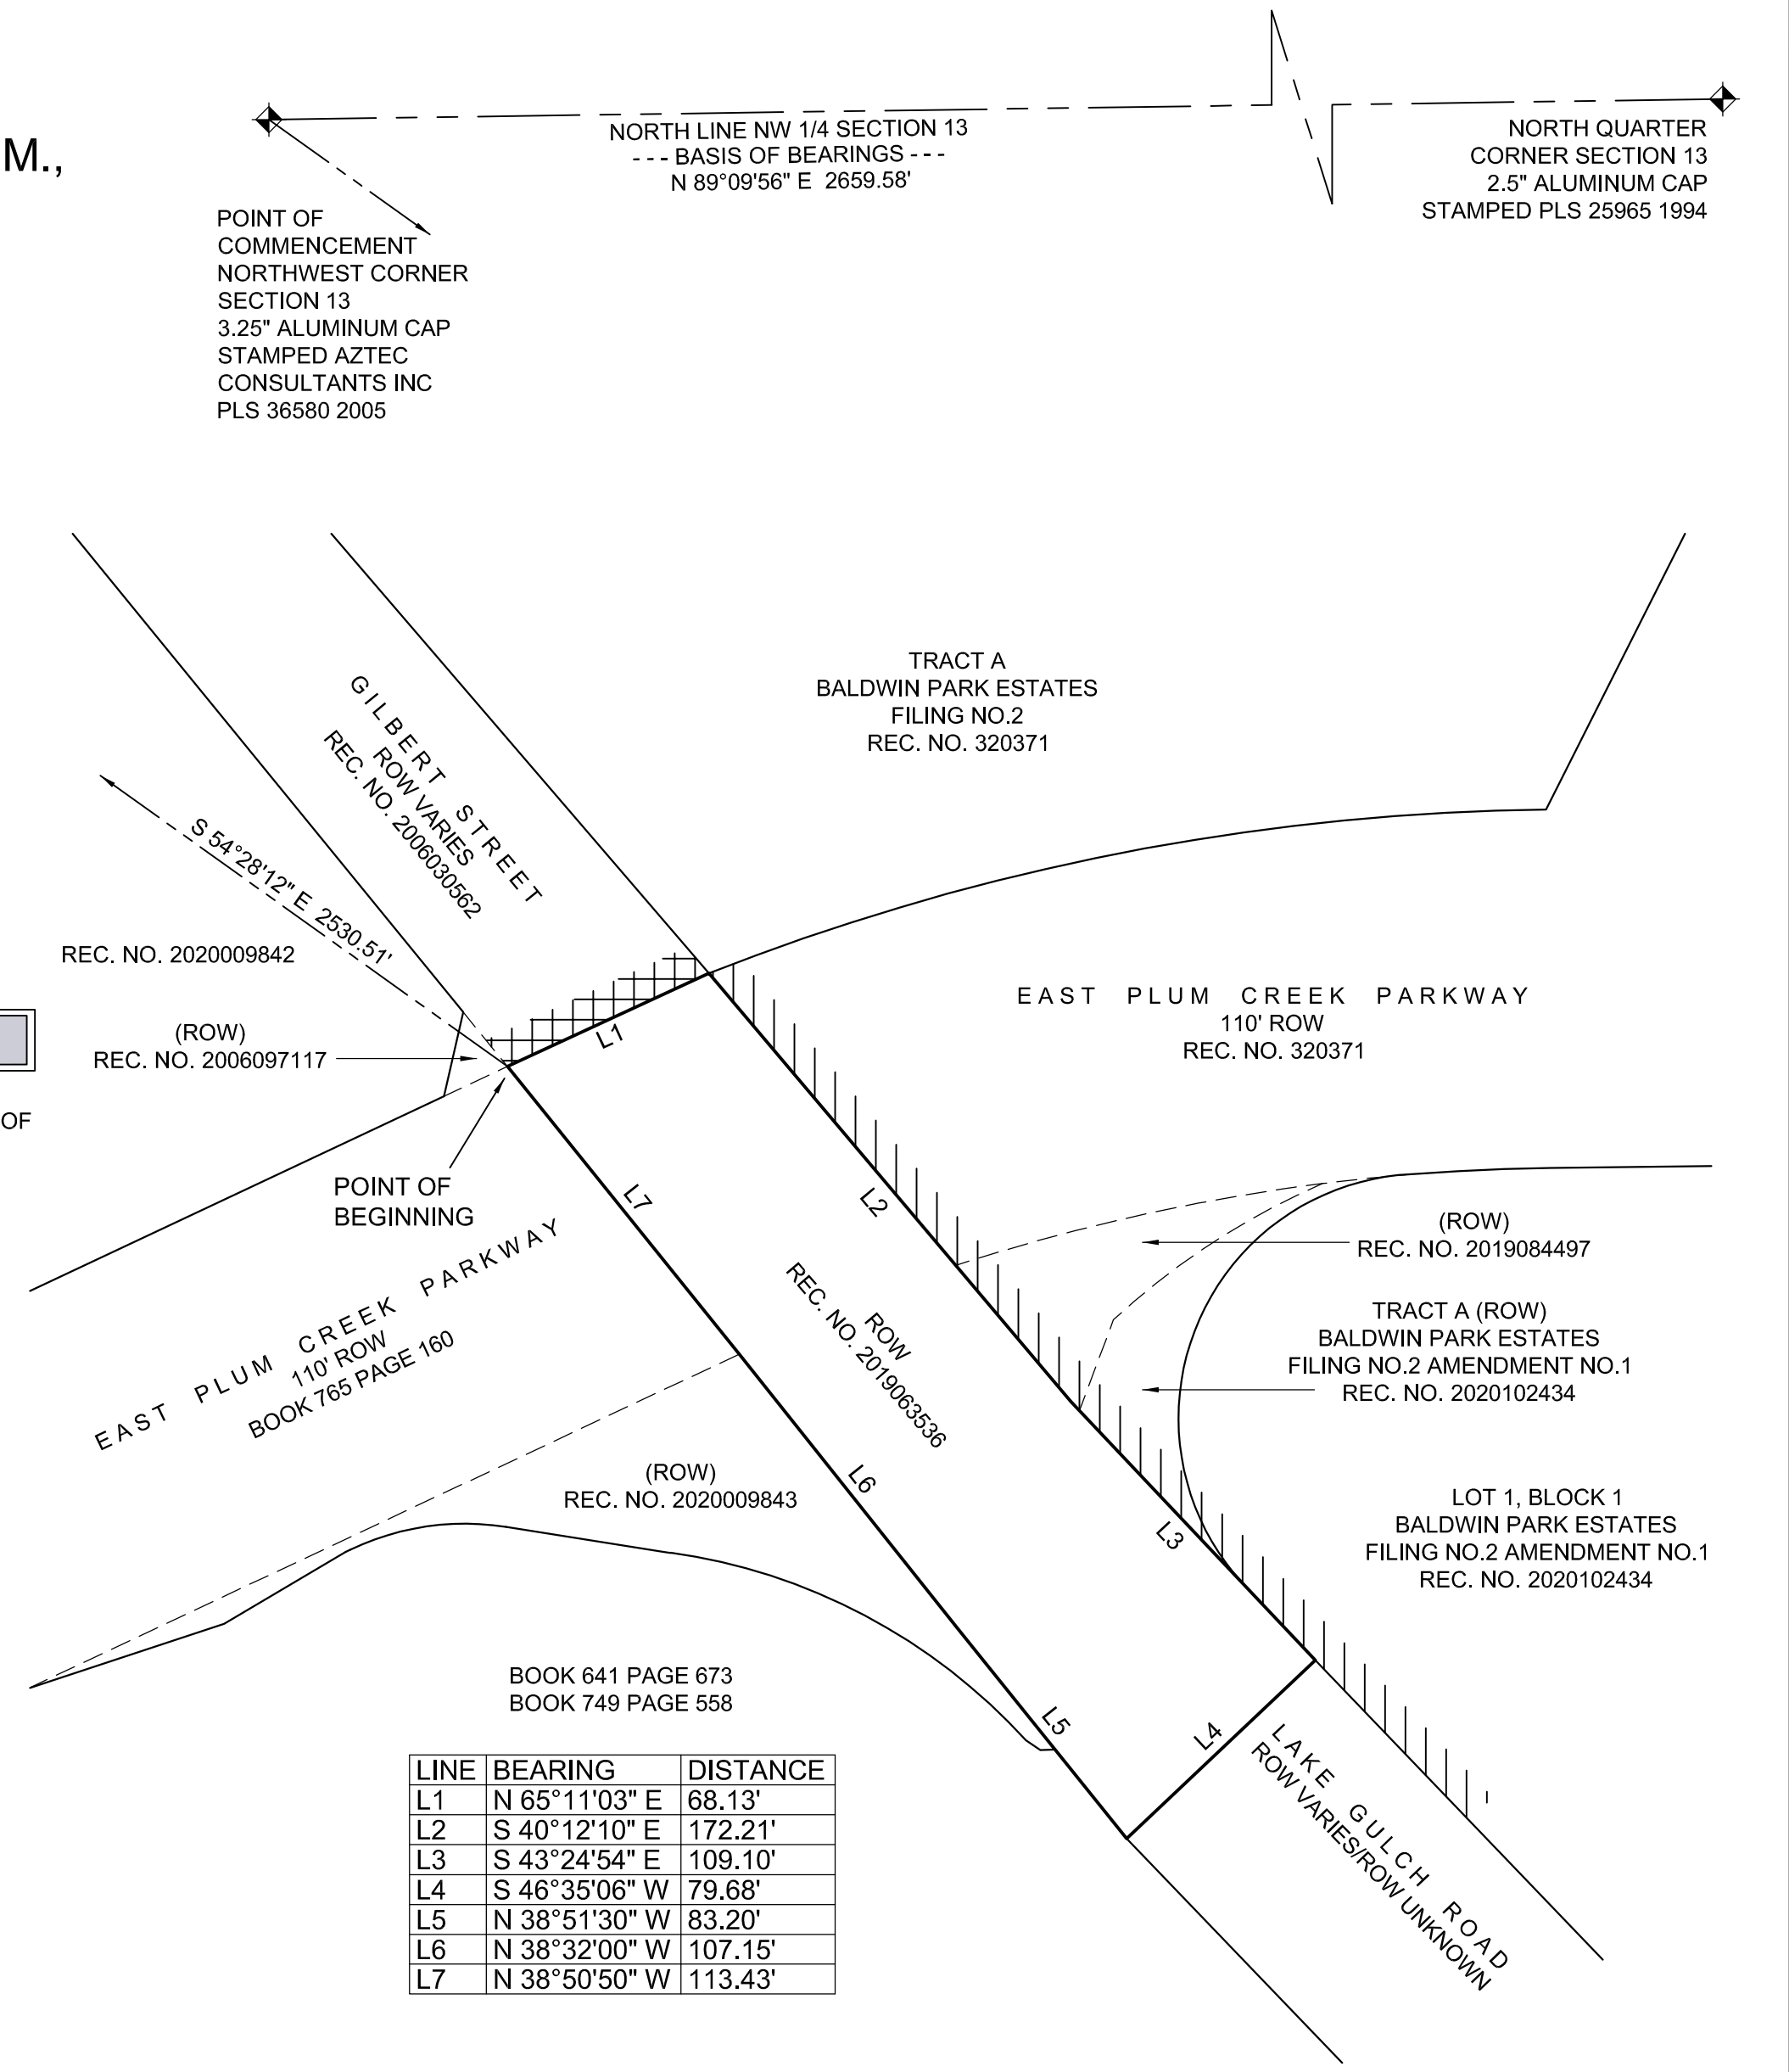 M.,
NORTH LINE NW 1/4 SECTION 13
--- BASIS OF BEARINGS ---
N 89°09'56" E 2659.58'
NORTH QUARTER
CORNER SECTION 13
2.5" ALUMINUM CAP
STAMPED PLS 25965 1994
POINT OF
COMMENCEMENT
NORTHWEST CORNER
SECTION 13
3.25" ALUMINUM CAP
STAMPED AZTEC
CONSULTANTS INC
PLS 36580 2005
TRACT A
BALDWIN PARK ESTATES
FILING NO.2
REC. NO. 320371
GILBERT STREET
ROW VARIES
REC. NO. 2006030562
S 54°28'12" E 2530.51'
REC. NO. 2020009842
(ROW)
REC. NO. 2006097117
OF
L1
EAST PLUM CREEK PARKWAY
110' ROW
REC. NO. 320371
POINT OF
BEGINNING
L7
L2
EAST PLUM CREEK PARKWAY
110' ROW
BOOK 765 PAGE 160
ROW
REC. NO. 2019063536
(ROW)
REC. NO. 2019084497
TRACT A (ROW)
BALDWIN PARK ESTATES
FILING NO.2 AMENDMENT NO.1
REC. NO. 2020102434
(ROW)
REC. NO. 2020009843
L6
L3
LOT 1, BLOCK 1
BALDWIN PARK ESTATES
FILING NO.2 AMENDMENT NO.1
REC. NO. 2020102434
BOOK 641 PAGE 673
BOOK 749 PAGE 558
L5
L4
LAKE GULCH ROAD
ROW VARIES/ROW UNKNOWN
LINE BEARING DISTANCE
L1 N 65°11'03" E 68.13'
L2 S 40°12'10" E 172.21'
L3 S 43°24'54" E 109.10'
L4 S 46°35'06" W 79.68'
L5 N 38°51'30" W 83.20'
L6 N 38°32'00" W 107.15'
L7 N 38°50'50" W 113.43'